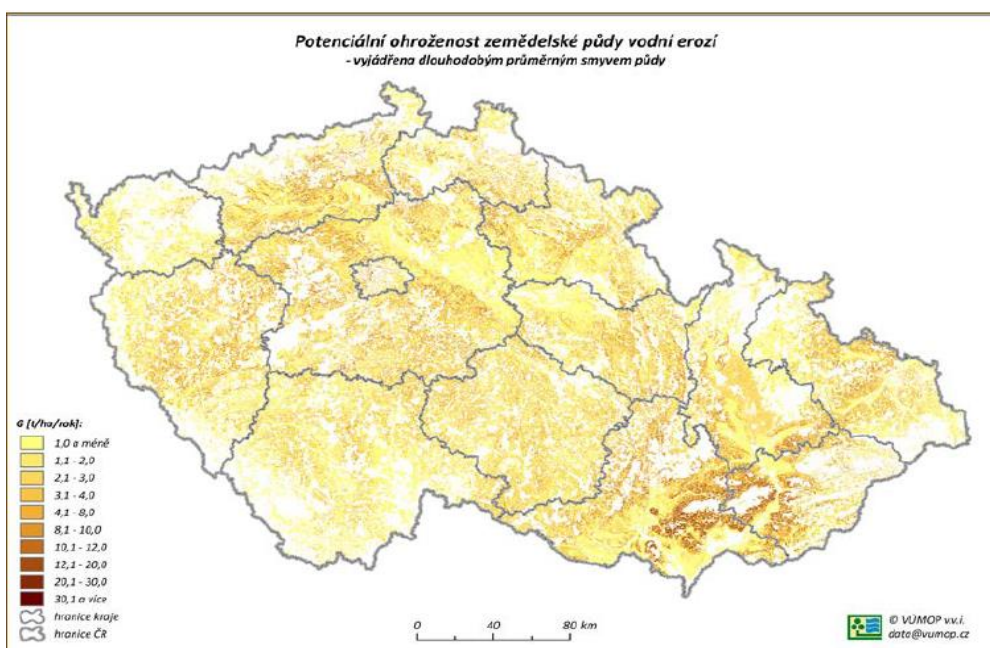 Potenciální ohroženost zemědelské půdy vodní erozí
- vyjádřena dlouhodobým průměrným smyvem půdy
G [t/ha/rok]:
1,0 a méně
1,1 - 2,0
2,1 - 3,0
3,1 - 4,0
4,1 - 8,0
8,1 - 10,0
10,1 - 12,0
12,1 - 20,0
20,1 - 30,0
30,1 a více
hranice kraje
hranice ČR
0 40 80 km
© VÚMOP v.v.i.
data@vumop.cz